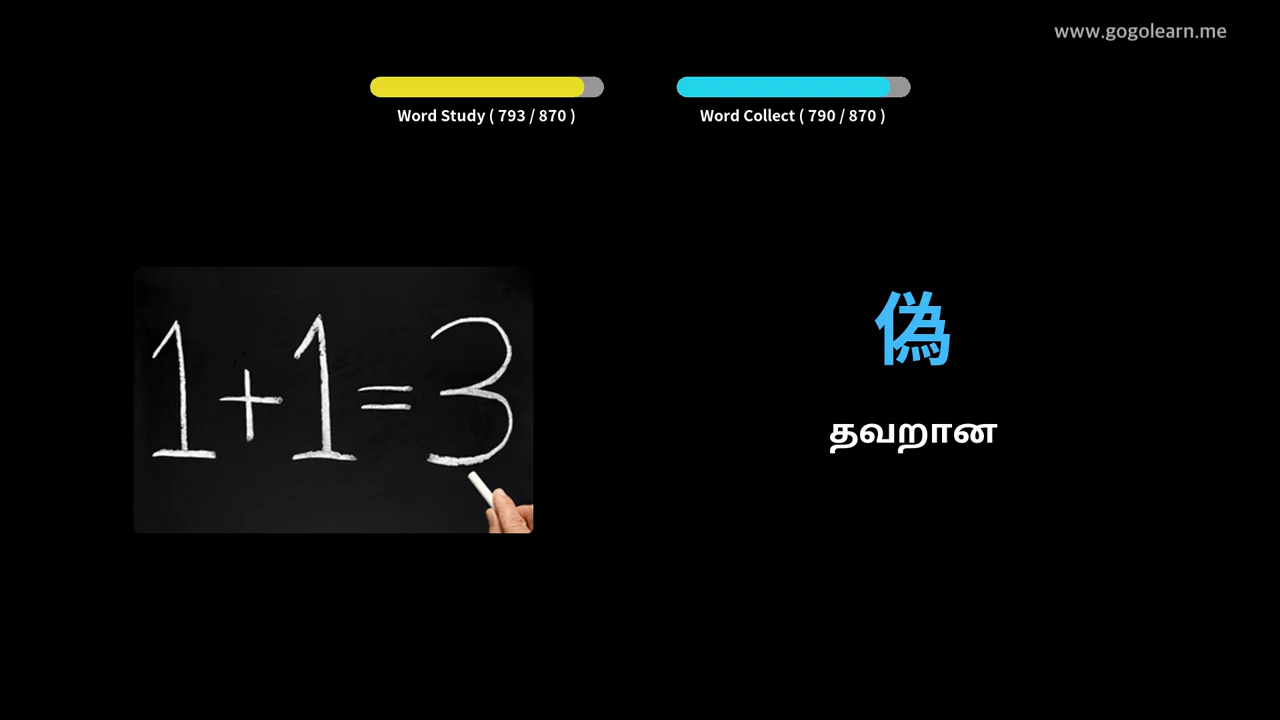 www.gogolearn.me
Word Study ( 793 / 870 )
Word Collect ( 790 / 870 )
1+1=3
偽
தவறான